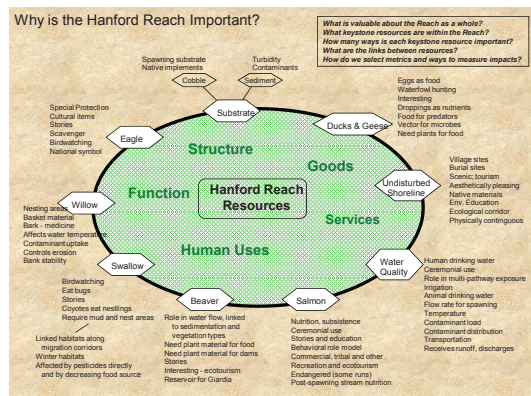 Why is the Hanford Reach Important?
What is valuable about the Reach as a whole?
What keystone resources are within the Reach?
How many ways is each keystone resource important?
What are the links between resources?
How do we select metrics and ways to measure impacts?
Spawning substrate
Native implements
Turbidity
Contaminants
Cobble
Sediment
Substrate
Eggs as food
Waterfowl hunting
Interesting
Droppings as nutrients
Food for predators
Vector for microbes
Need plants for food
Ducks & Geese
Special Protection
Cultural items
Stories
Scavenger
Birdwatching
National symbol
Eagle
Structure
Goods
Function
Hanford Reach
Resources
Services
Human Uses
Village sites
Burial sites
Scenic; tourism
Aesthetically pleasing
Native materials
Env. Education
Ecological corridor
Physically continguous
Undisturbed
Shoreline
Willow
Nesting areas
Basket material
Bark - medicine
Affects water temperature
Contaminant uptake
Controls erosion
Bank stability
Swallow
Birdwatching
Eat bugs
Stories
Coyotes eat nestlings
Require mud and nest areas
Linked habitats along
migration corridors
Winter habitats
Affected by pesticides directly
and by decreasing food source
Beaver
Role in water flow, linked
to sedimentation and
vegetation types
Need plant material for food
Need plant material for dams
Stories
Interesting - ecotourism
Reservoir for Giardia
Salmon
Nutrition, subsistence
Ceremonial use
Stories and education
Behavioral role model
Commercial, tribal and other
Recreation and ecotourism
Endangered (some runs)
Post-spawning stream nutrition
Water
Quality
Human drinking water
Ceremonial use
Role in multi-pathway exposure
Irrigation
Animal drinking water
Flow rate for spawning
Temperature
Contaminant load
Contaminant distribution
Transportation
Receives runoff, discharges